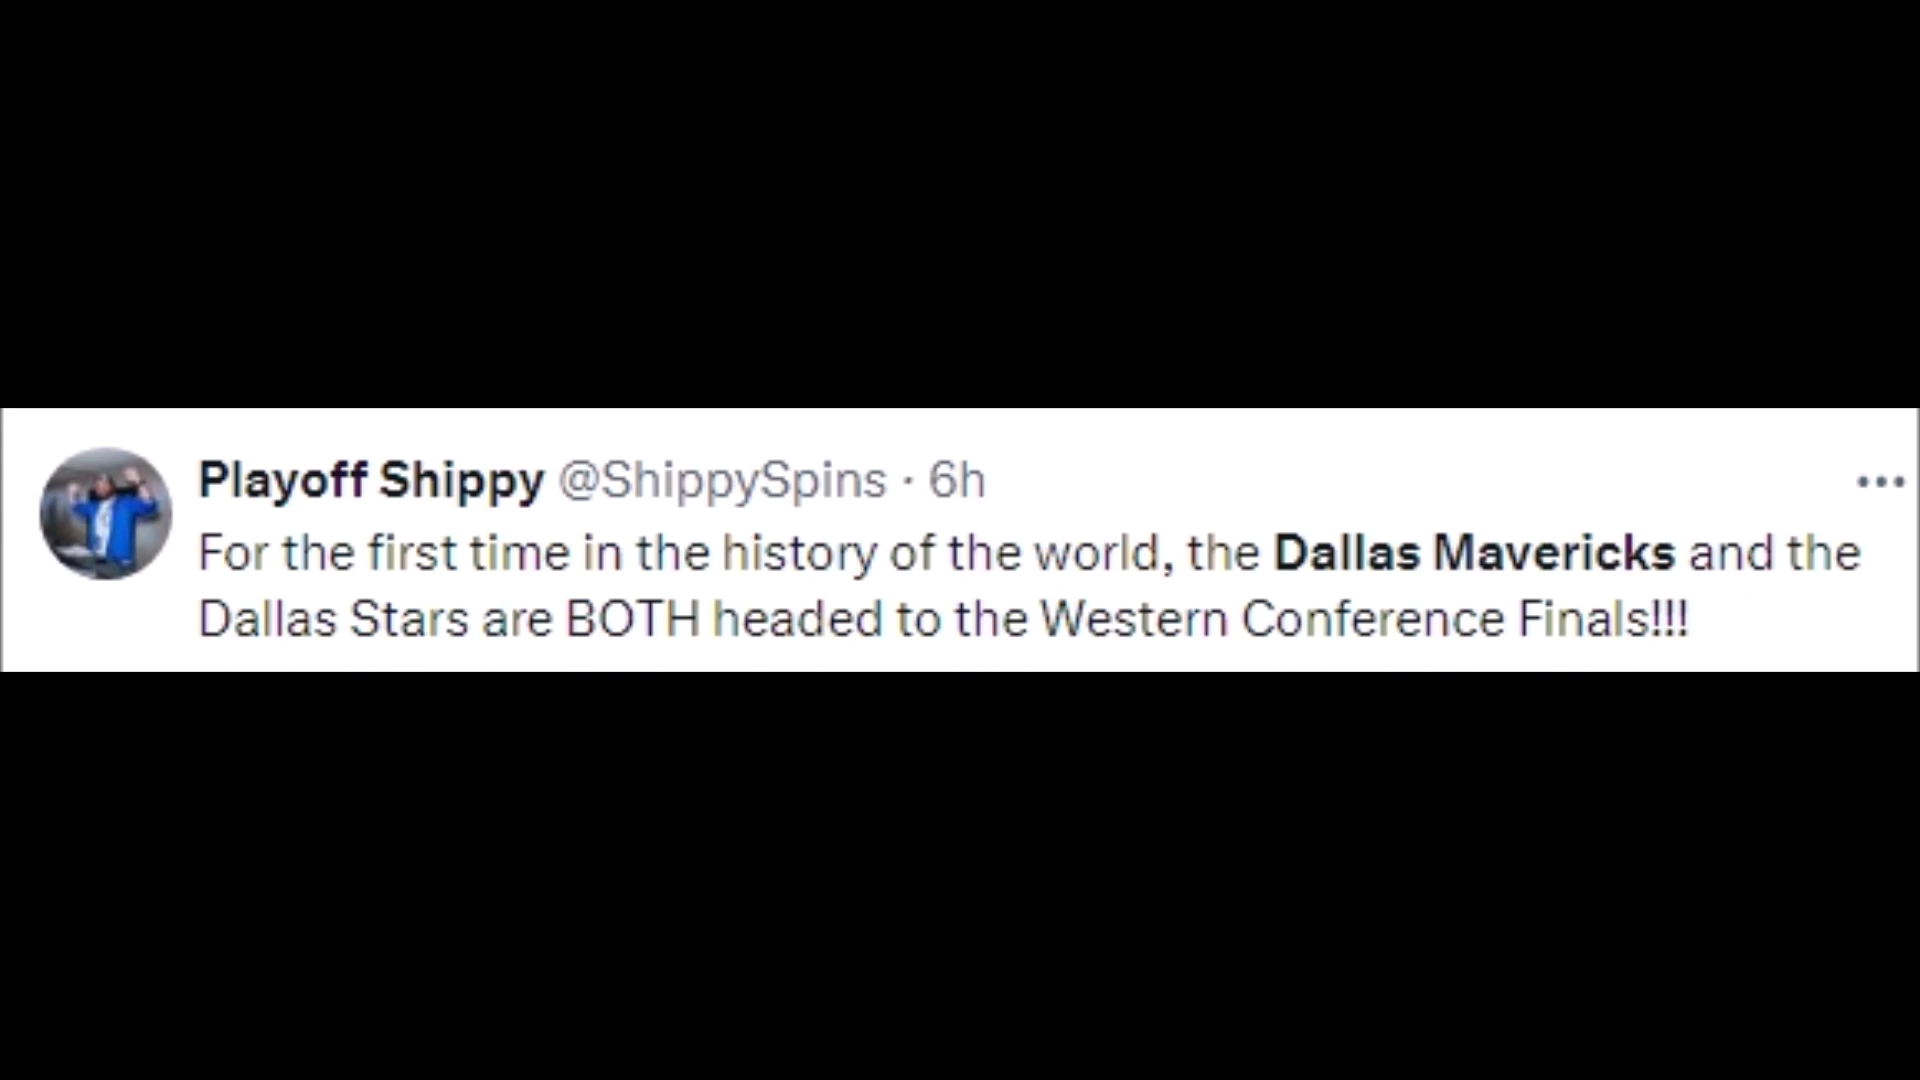 Playoff Shippy @ShippySpins · 6h
For the first time in the history of the world, the Dallas Mavericks and the
Dallas Stars are BOTH headed to the Western Conference Finals!!!